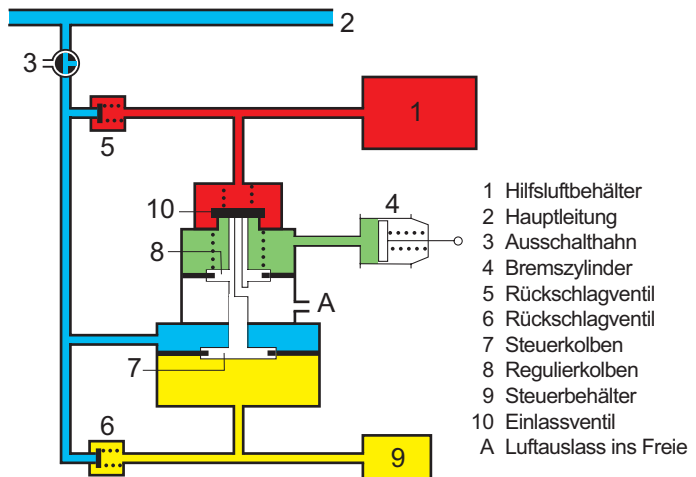 2
3
1
5
10
4
8
A
7
6
9
1 Hilfsluftbehälter
2 Hauptleitung
3 Ausschalthahn
4 Bremszylinder
5 Rückschlagventil
6 Rückschlagventil
7 Steuerkolben
8 Regulierkolben
9 Steuerbehälter
10 Einlassventil
A Luftauslass ins Freie